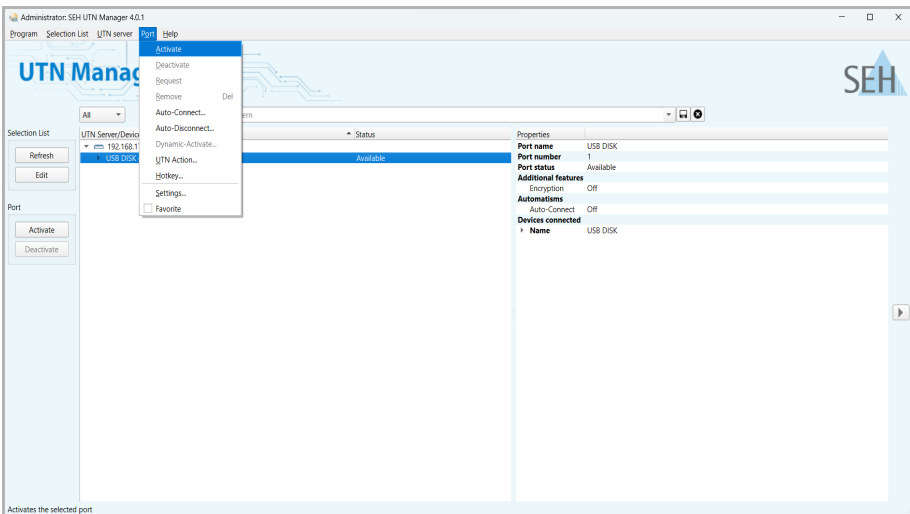 Administrator: SEH UTN Manager 4.0.1
Program Selection List UTN server Port Help
UTN Manag
SEH
Activate
Deactivate
Request
Remove Del
Auto-Connect...
Auto-Disconnect...
Dynamic-Activate...
UTN Action...
Hotkey...
Settings...
Favorite
All
ern
Selection List
Refresh
Edit
Port
Activate
Deactivate
UTN Server/Device
Status
192.168.1
USB DISK
Available
Properties
Port name USB DISK
Port number 1
Port status Available
Additional features
Encryption Off
Automatisms
Auto-Connect Off
Devices connected
Name USB DISK
Activates the selected port